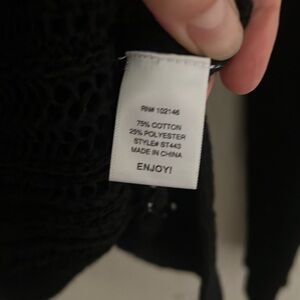 RN# 102146
75% COTTON
25% POLYESTER
STYLE# ST443
MADE IN CHINA
ENJOY!